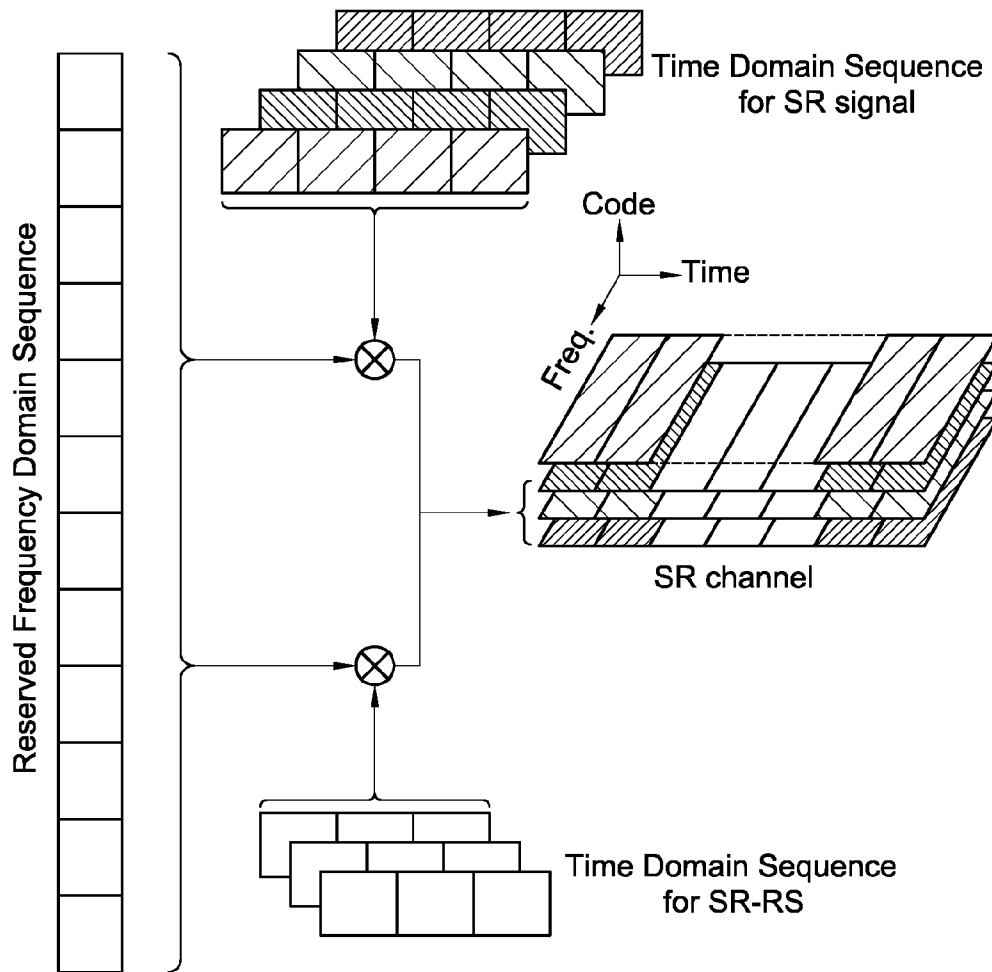 Time Domain Sequence
for SR signal
Reserved Frequency Domain Sequence
Code
Time
Freq.
SR channel
Time Domain Sequence
for SR-RS